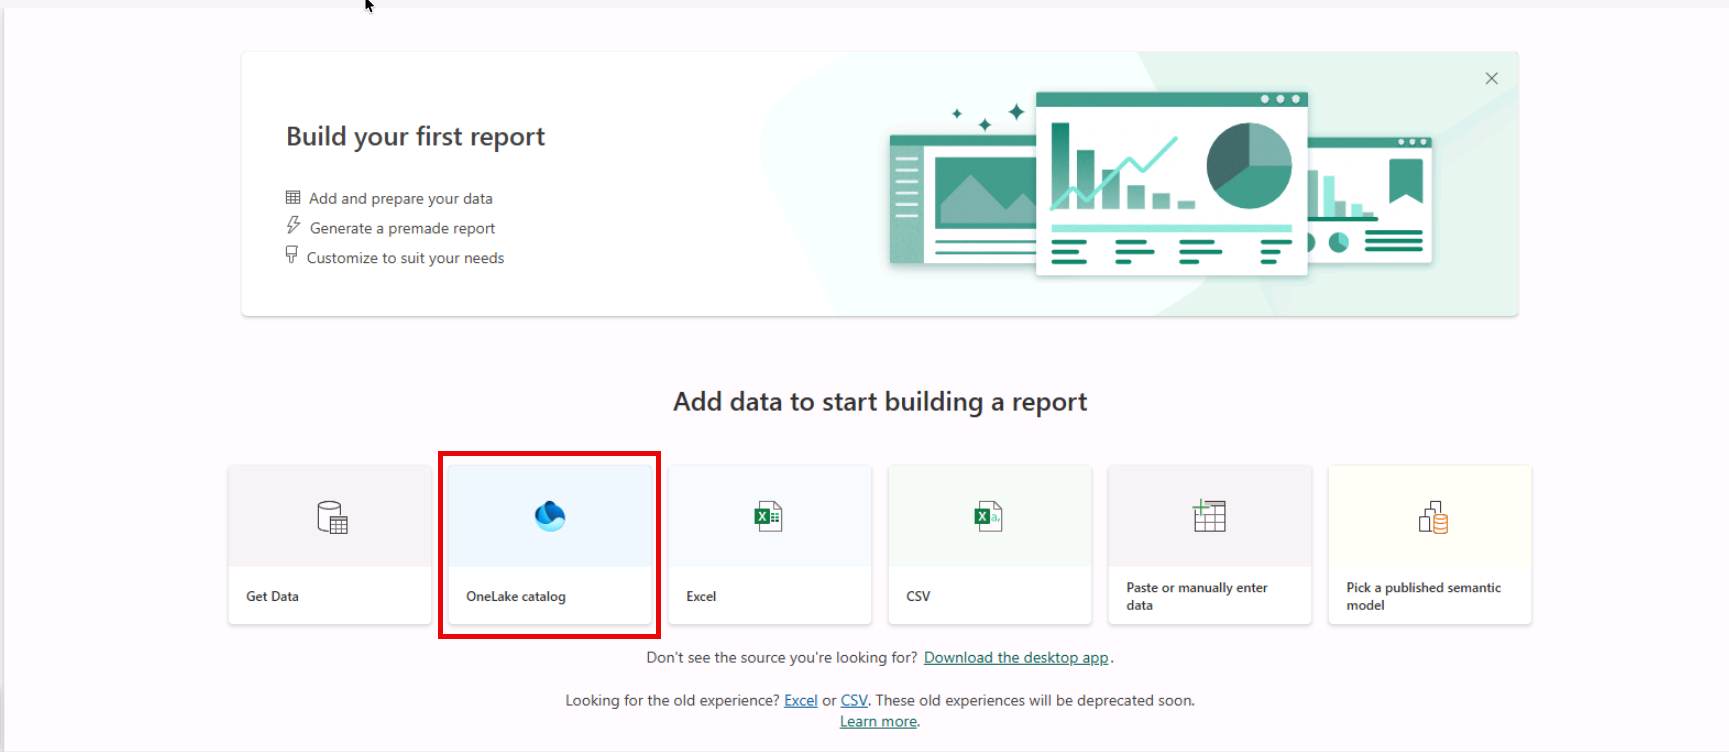 Build your first report
Add and prepare your data
Generate a premade report
Customize to suit your needs
Add data to start building a report
Get Data
OneLake catalog
Excel
CSV
Paste or manually enter
data
Pick a published semantic
model
Don't see the source you're looking for? Download the desktop app.
Looking for the old experience? Excel or CSV. These old experiences will be deprecated soon.
Learn more.